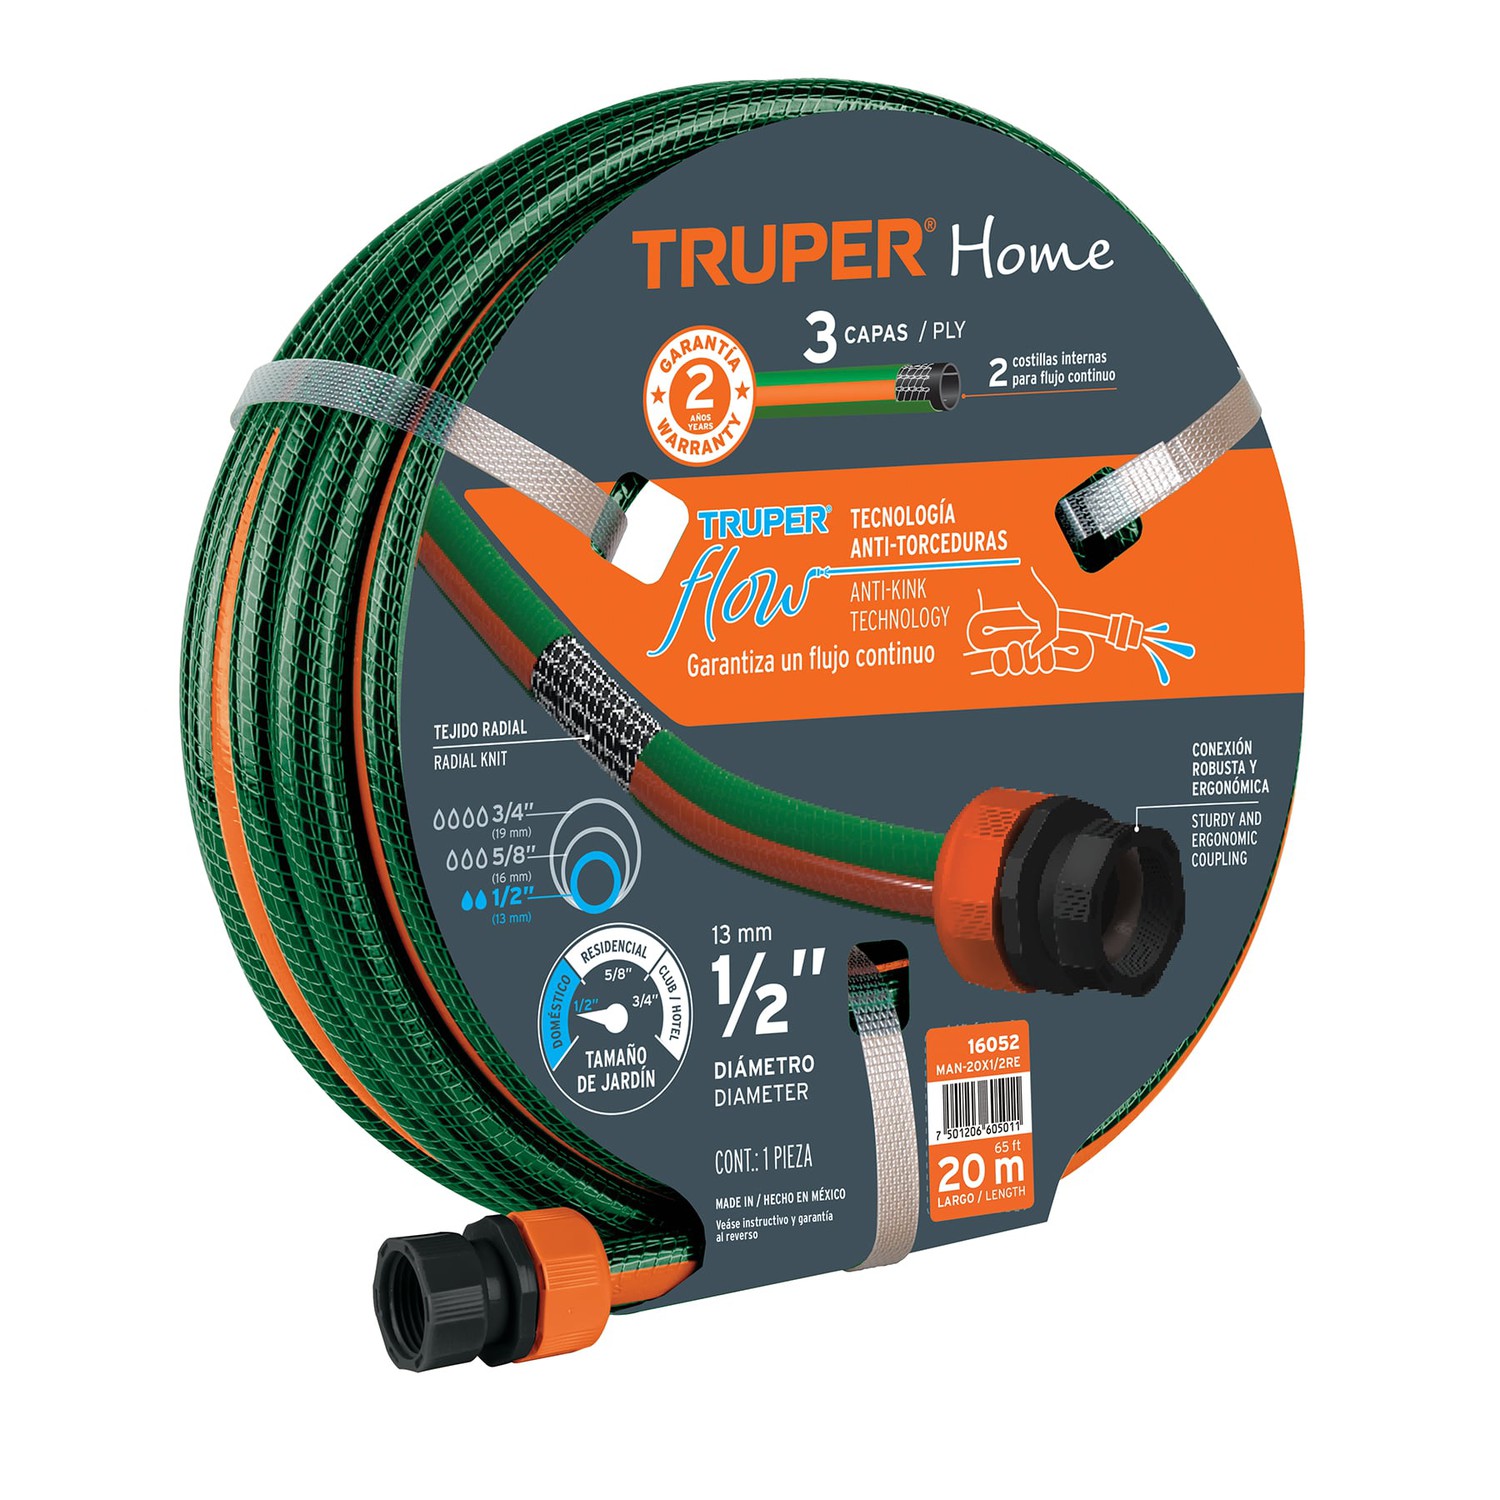 TRUPER® Home
3 CAPAS / PLY
GARANTÍA
2
AÑOS
YEARS
WARRANTY
2 costillas internas
para flujo continuo
TRUPER®
flow
TECNOLOGÍA
ANTI-TORCEDURAS
ANTI-KINK
TECHNOLOGY
Garantiza un flujo continuo
TEJIDO RADIAL
RADIAL KNIT
3/4"
(19 mm)
5/8"
(16 mm)
1/2"
(13 mm)
CONEXIÓN
ROBUSTA Y
ERGONÓMICA
STURDY AND
ERGONOMIC
COUPLING
DOMÉSTICO
RESIDENCIAL
CLUB / HOTEL
1/2"
5/8"
3/4"
TAMAÑO
DE JARDÍN
13 mm
1/2"
DIÁMETRO
DIAMETER
CONT.: 1 PIEZA
MADE IN / HECHO EN MÉXICO
Veáse instructivo y garantía
al reverso
16052
MAN-20X1/2RE
7 501206 605011
65 ft
20 m
LARGO / LENGTH